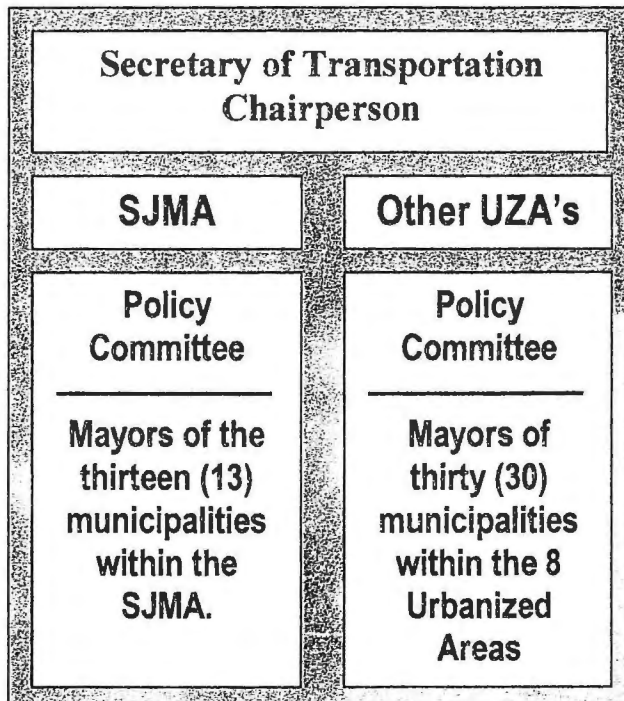 Secretary of Transportation
Chairperson
SJMA
Policy
Committee
Mayors of the
thirteen (13)
municipalities
within the
SJMA.
Other UZA's
Policy
Committee
Mayors of
thirty (30)
municipalities
within the 8
Urbanized
Areas